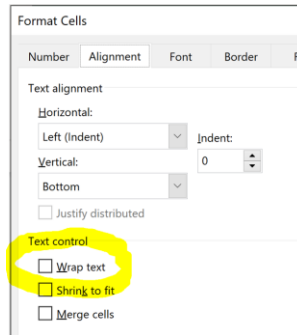 Format Cells
Number Alignment Font Border F
Text alignment
Horizontal:
Left (Indent) Indent:
Vertical: 0
Bottom
Justify distributed
Text control
Wrap text
Shrink to fit
Merge cells